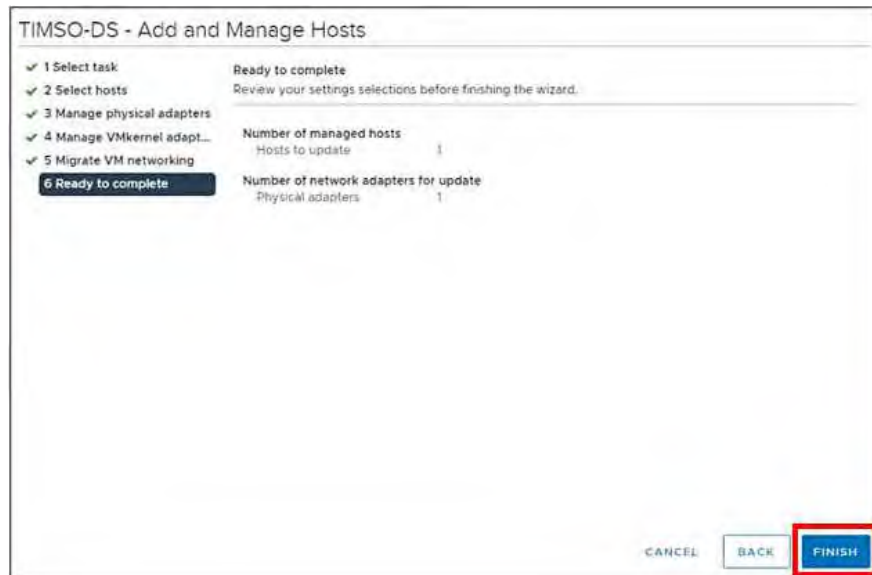 TIMSO-DS - Add and Manage Hosts
1 Select task
2 Select hosts
3 Manage physical adapters
4 Manage VMkernel adapt...
5 Migrate VM networking
6 Ready to complete
Ready to complete
Review your settings selections before finishing the wizard.
Number of managed hosts
Hosts to update 1
Number of network adapters for update
Physical adapters 1
CANCEL BACK FINISH